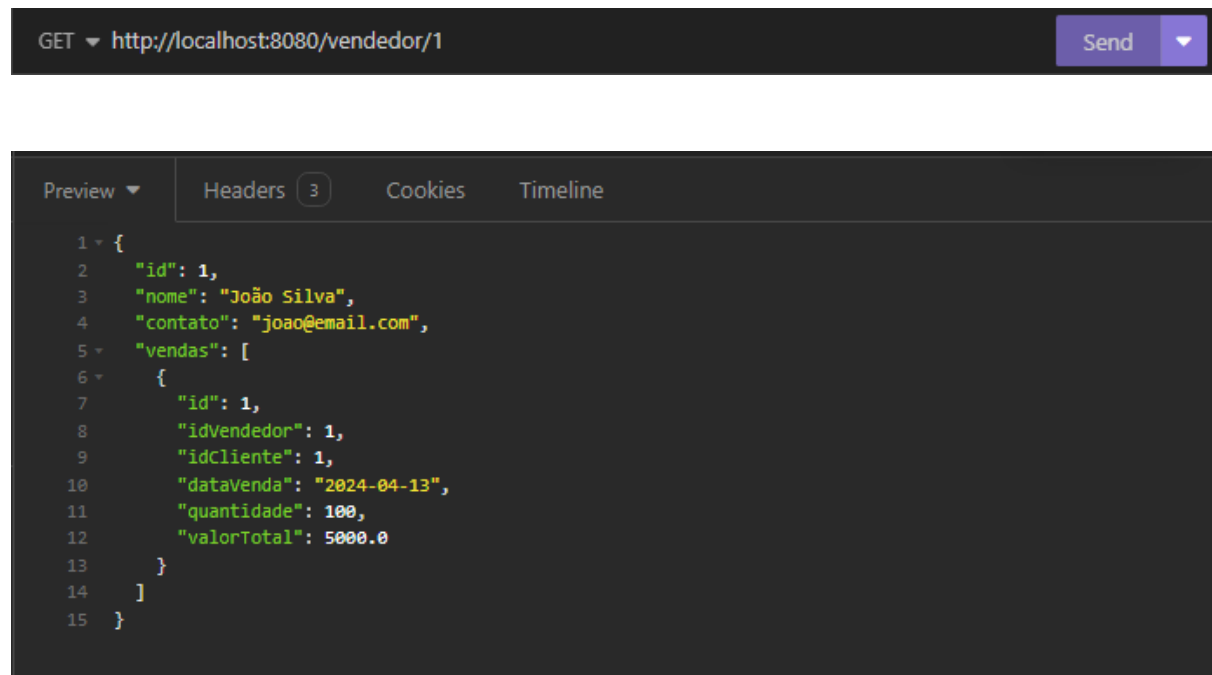 GET http://localhost:8080/vendedor/1 Send
Preview Headers 3 Cookies Timeline
1 {
2 "id": 1,
3 "nome": "João Silva",
4 "contato": "joao@email.com",
5 "vendas": [
6 {
7 "id": 1,
8 "idVendedor": 1,
9 "idCliente": 1,
10 "dataVenda": "2024-04-13",
11 "quantidade": 100,
12 "valorTotal": 5000.0
13 }
14 ]
15 }